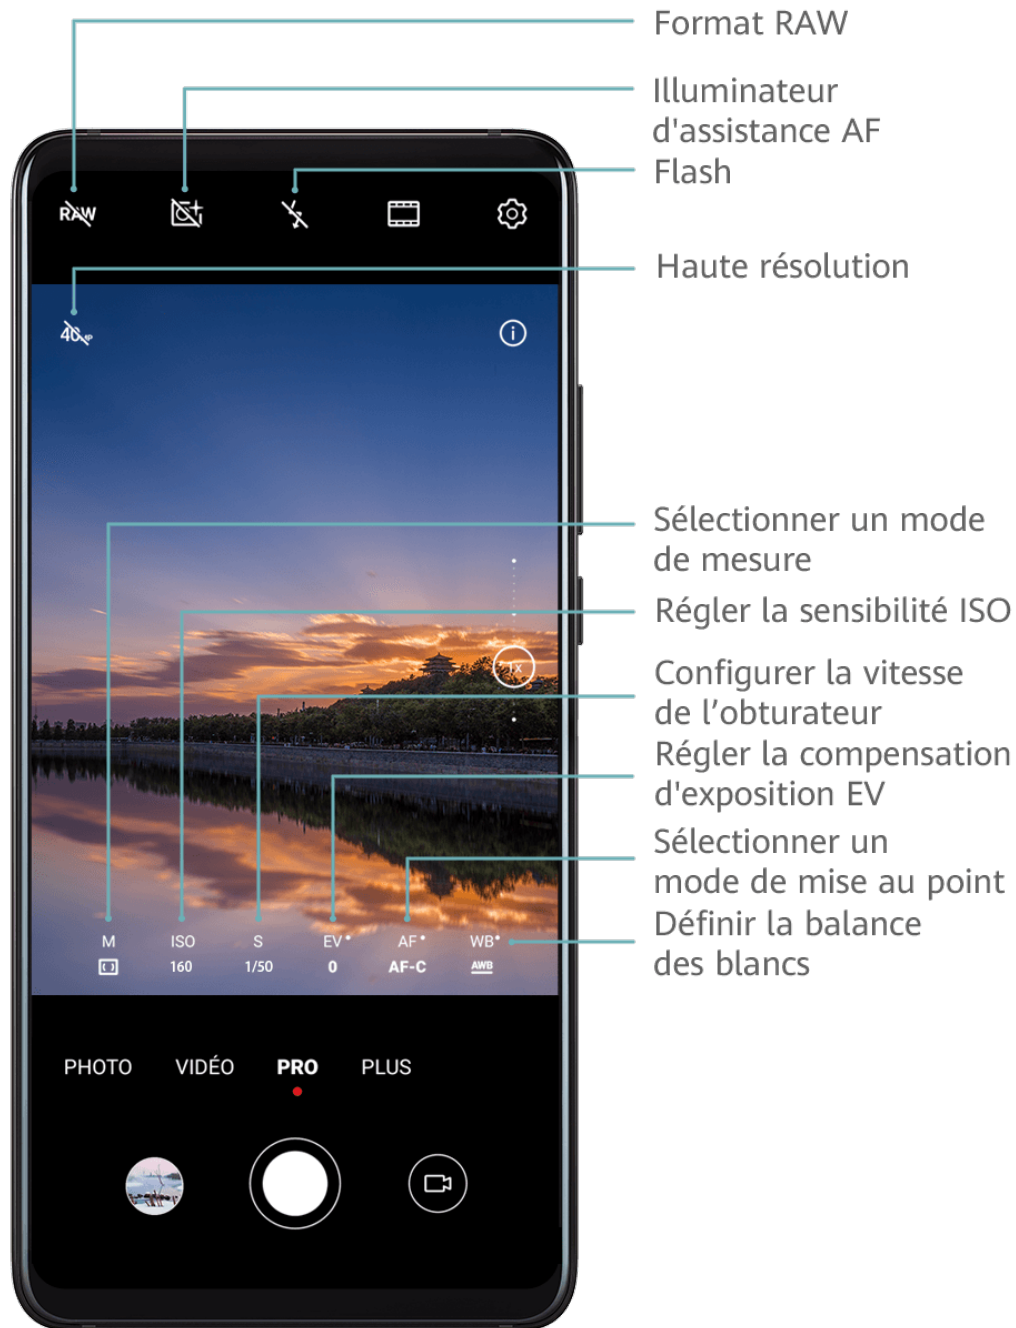 Format RAW
Illuminateur
d'assistance AF
Flash
RAW
Haute résolution
40MP
Sélectionner un mode
de mesure
Régler la sensibilité ISO
1x
Configurer la vitesse
de l’obturateur
Régler la compensation
d'exposition EV
Sélectionner un
mode de mise au point
Définir la balance
des blancs
M ISO S EV AF WB
160 1/50 0 AF-C AWB
PHOTO VIDÉO PRO PLUS